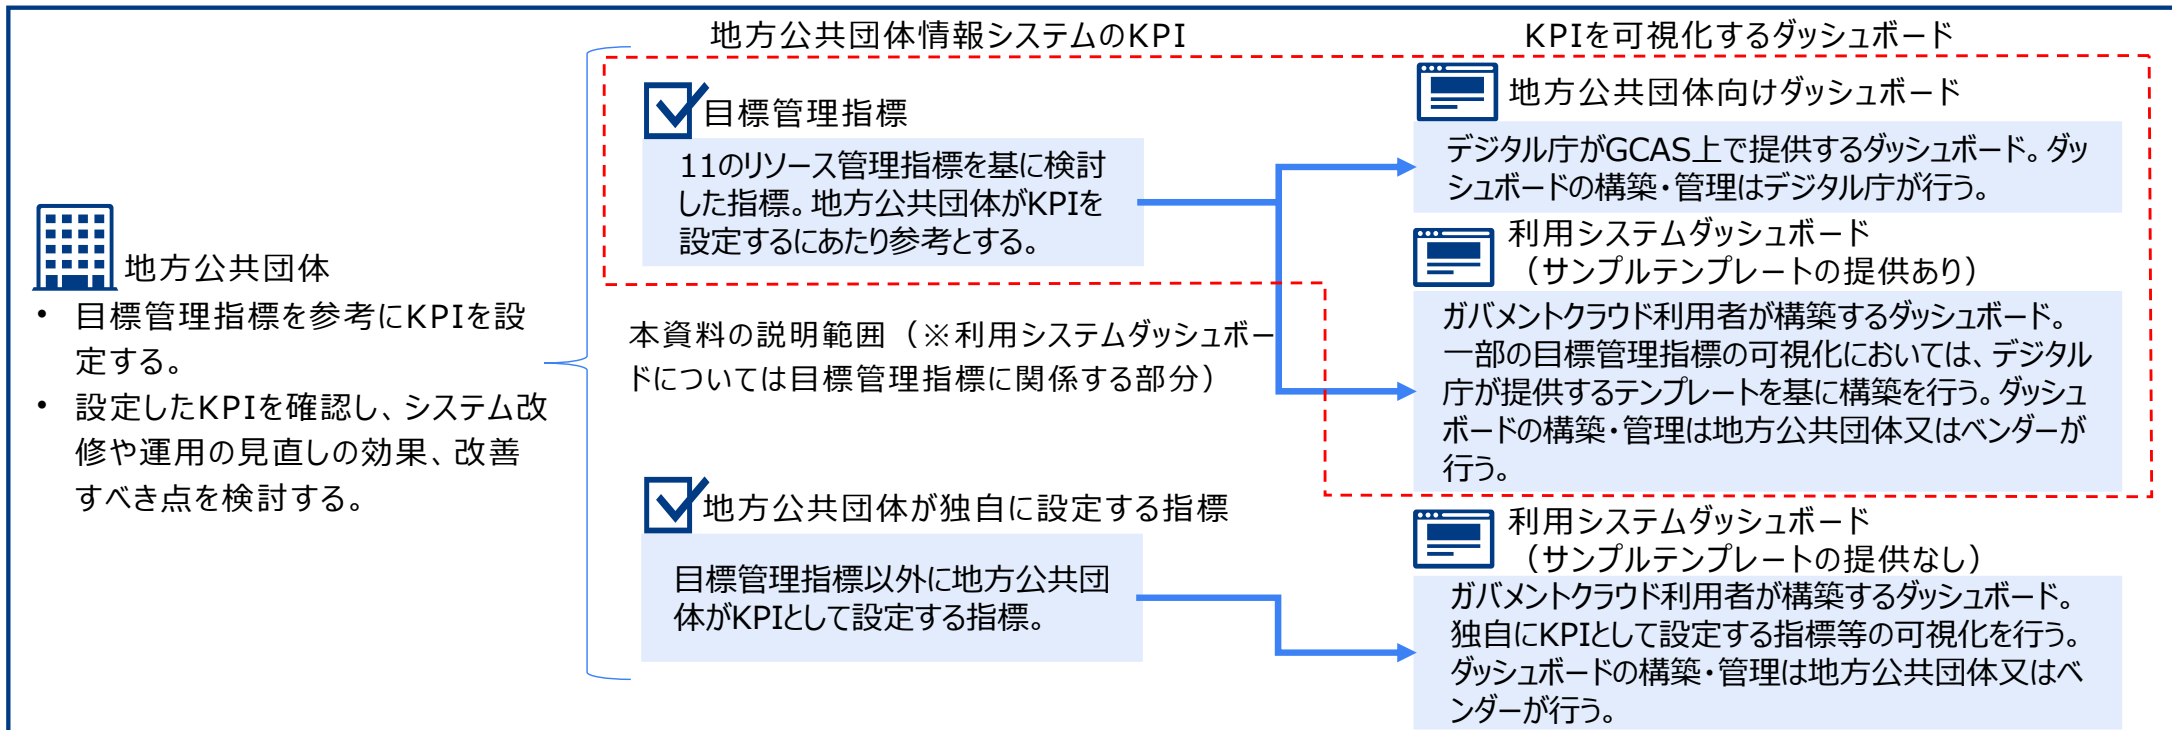 地方公共団体情報システムのKPI
KPIを可視化するダッシュボード
地方公共団体
• 目標管理指標を参考にKPIを設
定する。
• 設定したKPIを確認し、システム改
修や運用の見直しの効果、改善
すべき点を検討する。
目標管理指標
11のリソース管理指標を基に検討
した指標。地方公共団体がKPIを
設定するにあたり参考とする。
本資料の説明範囲（※利用システムダッシュボー
ドについては目標管理指標に関係する部分）
地方公共団体が独自に設定する指標
目標管理指標以外に地方公共団
体がKPIとして設定する指標。
地方公共団体向けダッシュボード
デジタル庁がGCAS上で提供するダッシュボード。ダッ
シュボードの構築・管理はデジタル庁が行う。
利用システムダッシュボード
（サンプルテンプレートの提供あり）
ガバメントクラウド利用者が構築するダッシュボード。
一部の目標管理指標の可視化においては、デジタル
庁が提供するテンプレートを基に構築を行う。ダッシュ
ボードの構築・管理は地方公共団体又はベンダーが
行う。
利用システムダッシュボード
（サンプルテンプレートの提供なし）
ガバメントクラウド利用者が構築するダッシュボード。
独自にKPIとして設定する指標等の可視化を行う。
ダッシュボードの構築・管理は地方公共団体又はベ
ンダーが行う。